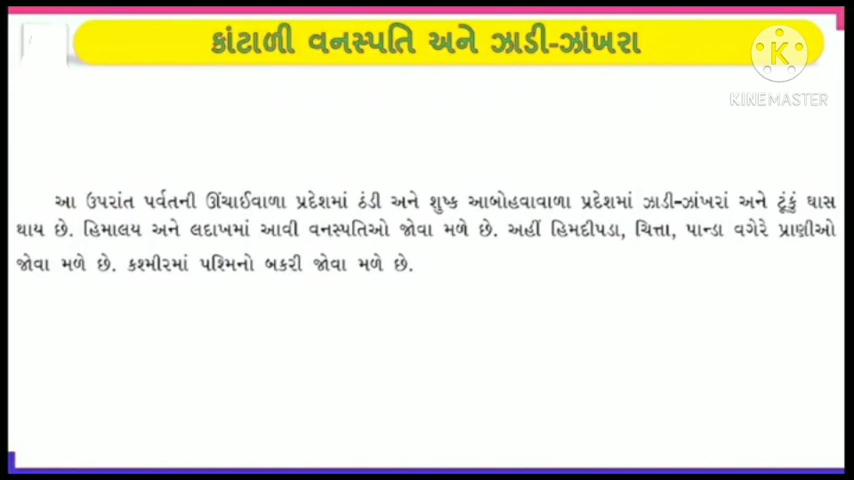 કાંટાળી વનસ્પતિ અને ઝાડી-ઝાંખરા
KINEMASTER
આ ઉપરાંત પર્વતની ઊંચાઈવાળા પ્રદેશમાં ઠંડી અને શુષ્ક આબોહવાવાળા પ્રદેશમાં ઝાડી-ઝાંખરાં અને ટૂંકું ઘાસ
થાય છે. હિમાલય અને લદાખમાં આવી વનસ્પતિઓ જોવા મળે છે. અહીં હિમદીપડા, ચિત્તા, પાન્ડા વગેરે પ્રાણીઓ
જોવા મળે છે. કશ્મીરમાં પશ્મિનો બકરી જોવા મળે છે.